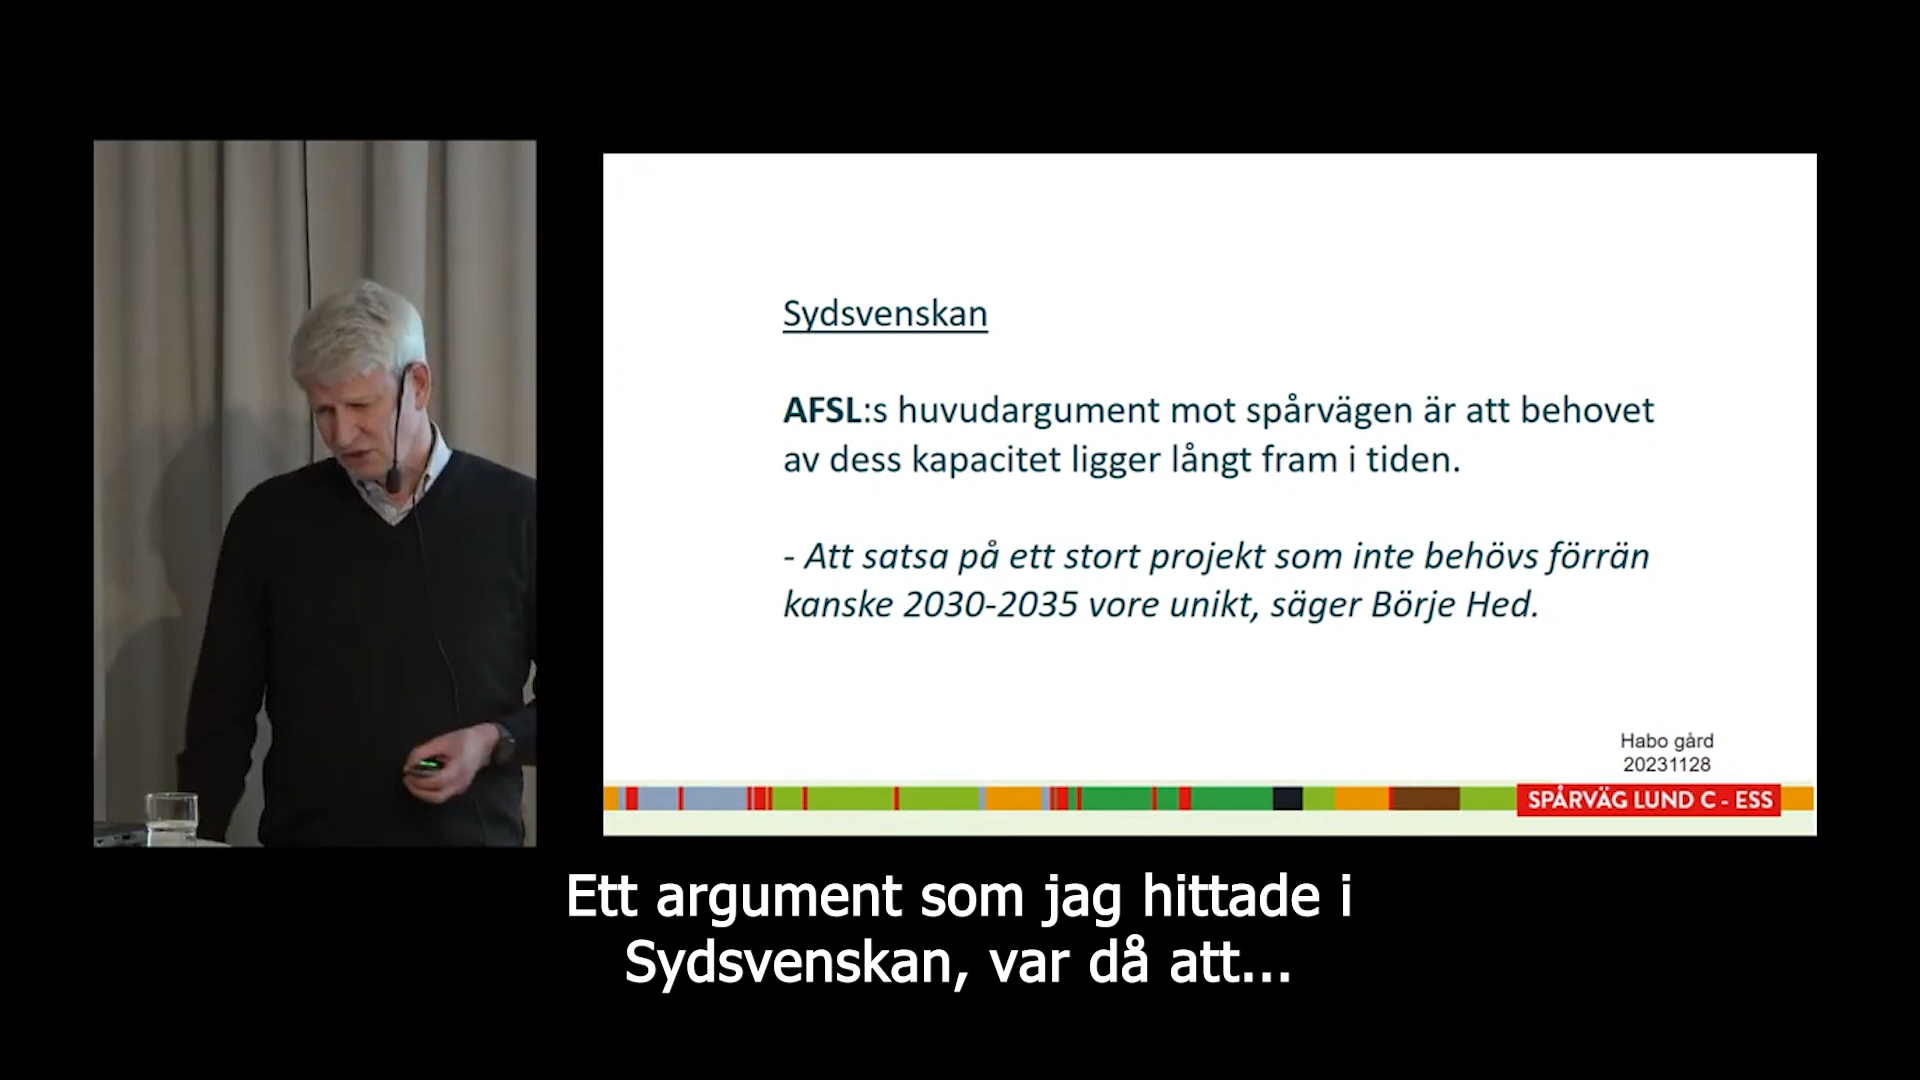 Sydsvenskan
AFSL:s huvudargument mot spårvägen är att behovet
av dess kapacitet ligger långt fram i tiden.
- Att satsa på ett stort projekt som inte behövs förrän
kanske 2030-2035 vore unikt, säger Börje Hed.
Habo gård
20231128
SPÅRVÄG LUND C - ESS
Ett argument som jag hittade i
Sydsvenskan, var då att...